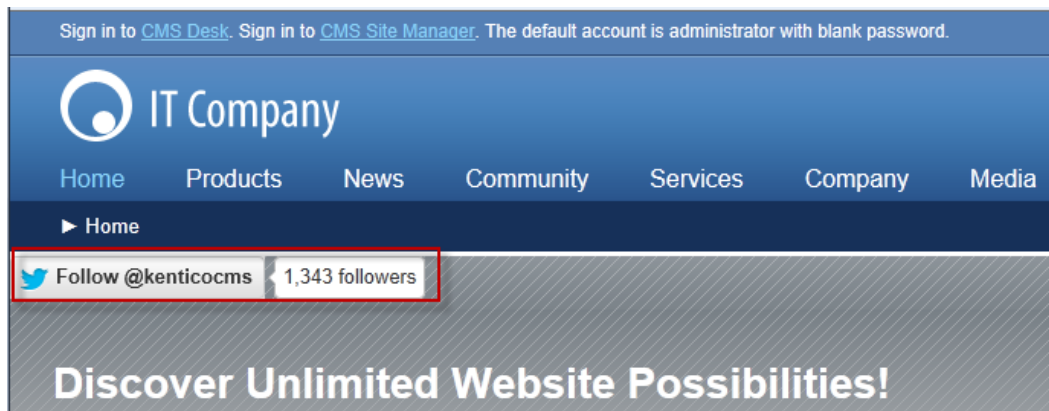 Sign in to CMS Desk. Sign in to CMS Site Manager. The default account is administrator with blank password.
IT Company
Home Products News Community Services Company Media
► Home
Follow @kenticocms 1,343 followers
Discover Unlimited Website Possibilities!